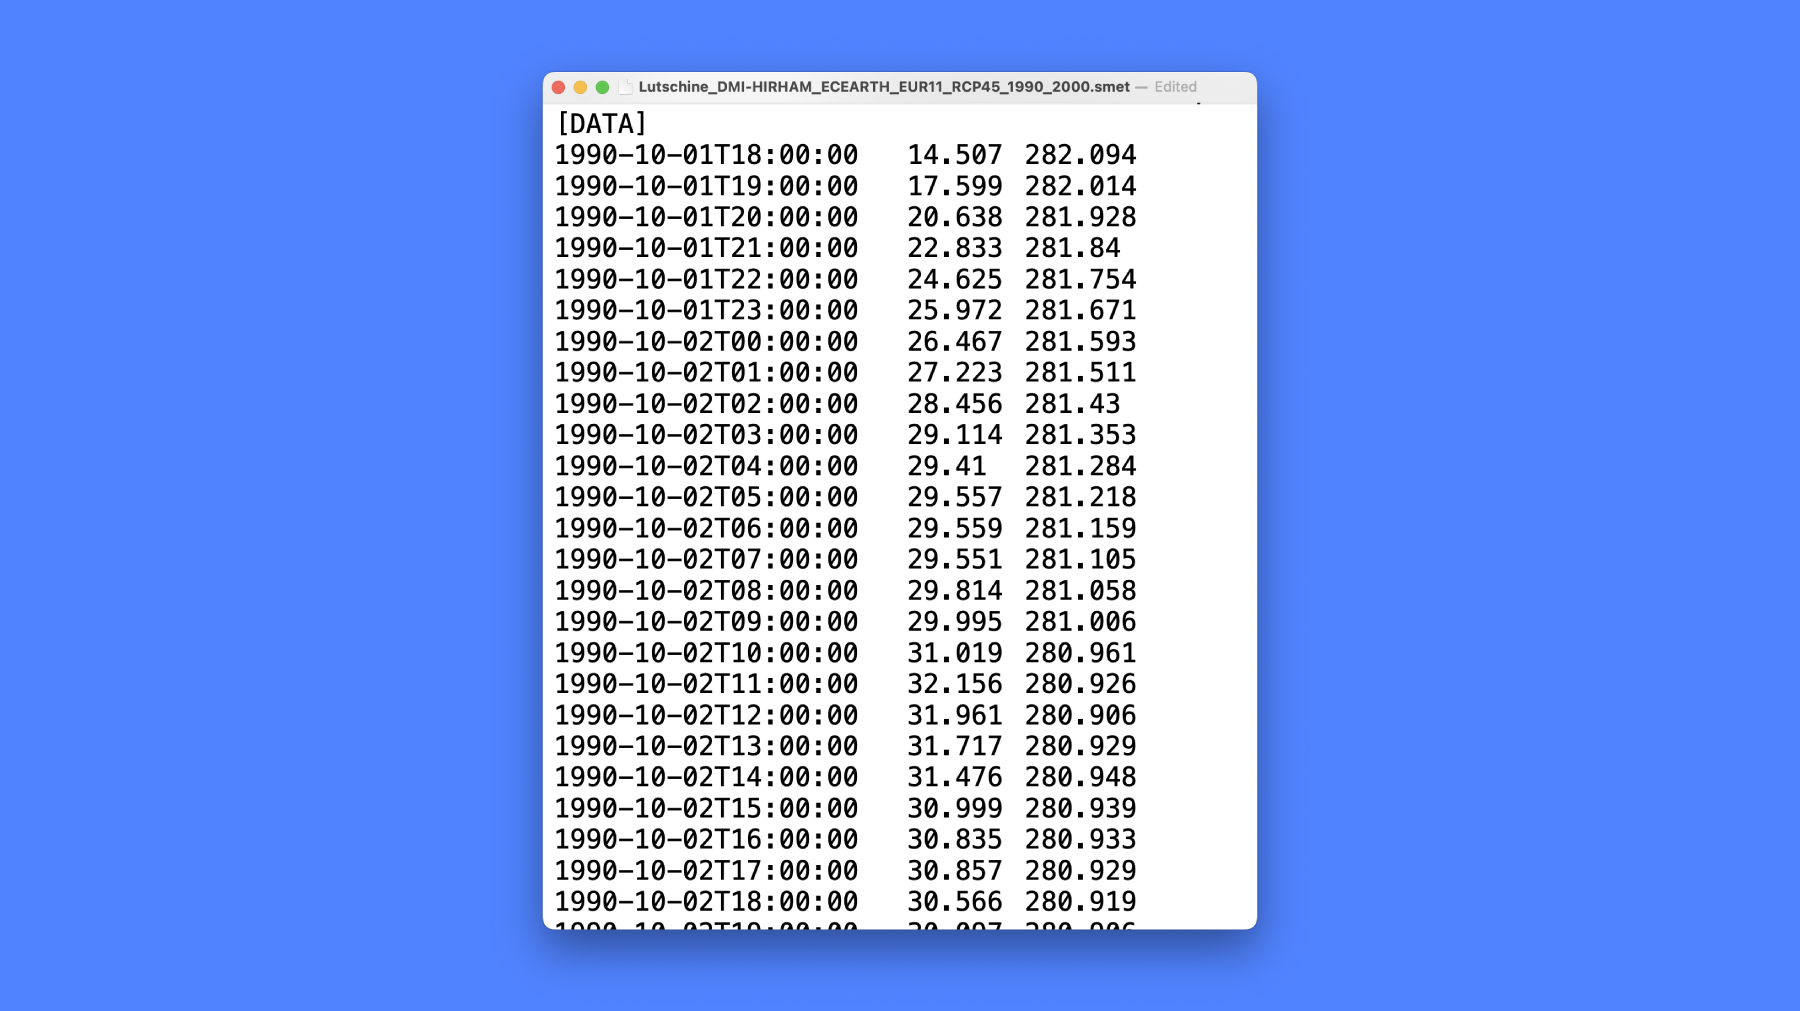 Lutschine_DMI-HIRHAM_ECEARTH_EUR11_RCP45_1990_2000.smet — Edited
[DATA]
1990-10-01T18:00:00 14.507 282.094
1990-10-01T19:00:00 17.599 282.014
1990-10-01T20:00:00 20.638 281.928
1990-10-01T21:00:00 22.833 281.84
1990-10-01T22:00:00 24.625 281.754
1990-10-01T23:00:00 25.972 281.671
1990-10-02T00:00:00 26.467 281.593
1990-10-02T01:00:00 27.223 281.511
1990-10-02T02:00:00 28.456 281.43
1990-10-02T03:00:00 29.114 281.353
1990-10-02T04:00:00 29.41 281.284
1990-10-02T05:00:00 29.557 281.218
1990-10-02T06:00:00 29.559 281.159
1990-10-02T07:00:00 29.551 281.105
1990-10-02T08:00:00 29.814 281.058
1990-10-02T09:00:00 29.995 281.006
1990-10-02T10:00:00 31.019 280.961
1990-10-02T11:00:00 32.156 280.926
1990-10-02T12:00:00 31.961 280.906
1990-10-02T13:00:00 31.717 280.929
1990-10-02T14:00:00 31.476 280.948
1990-10-02T15:00:00 30.999 280.939
1990-10-02T16:00:00 30.835 280.933
1990-10-02T17:00:00 30.857 280.929
1990-10-02T18:00:00 30.566 280.919